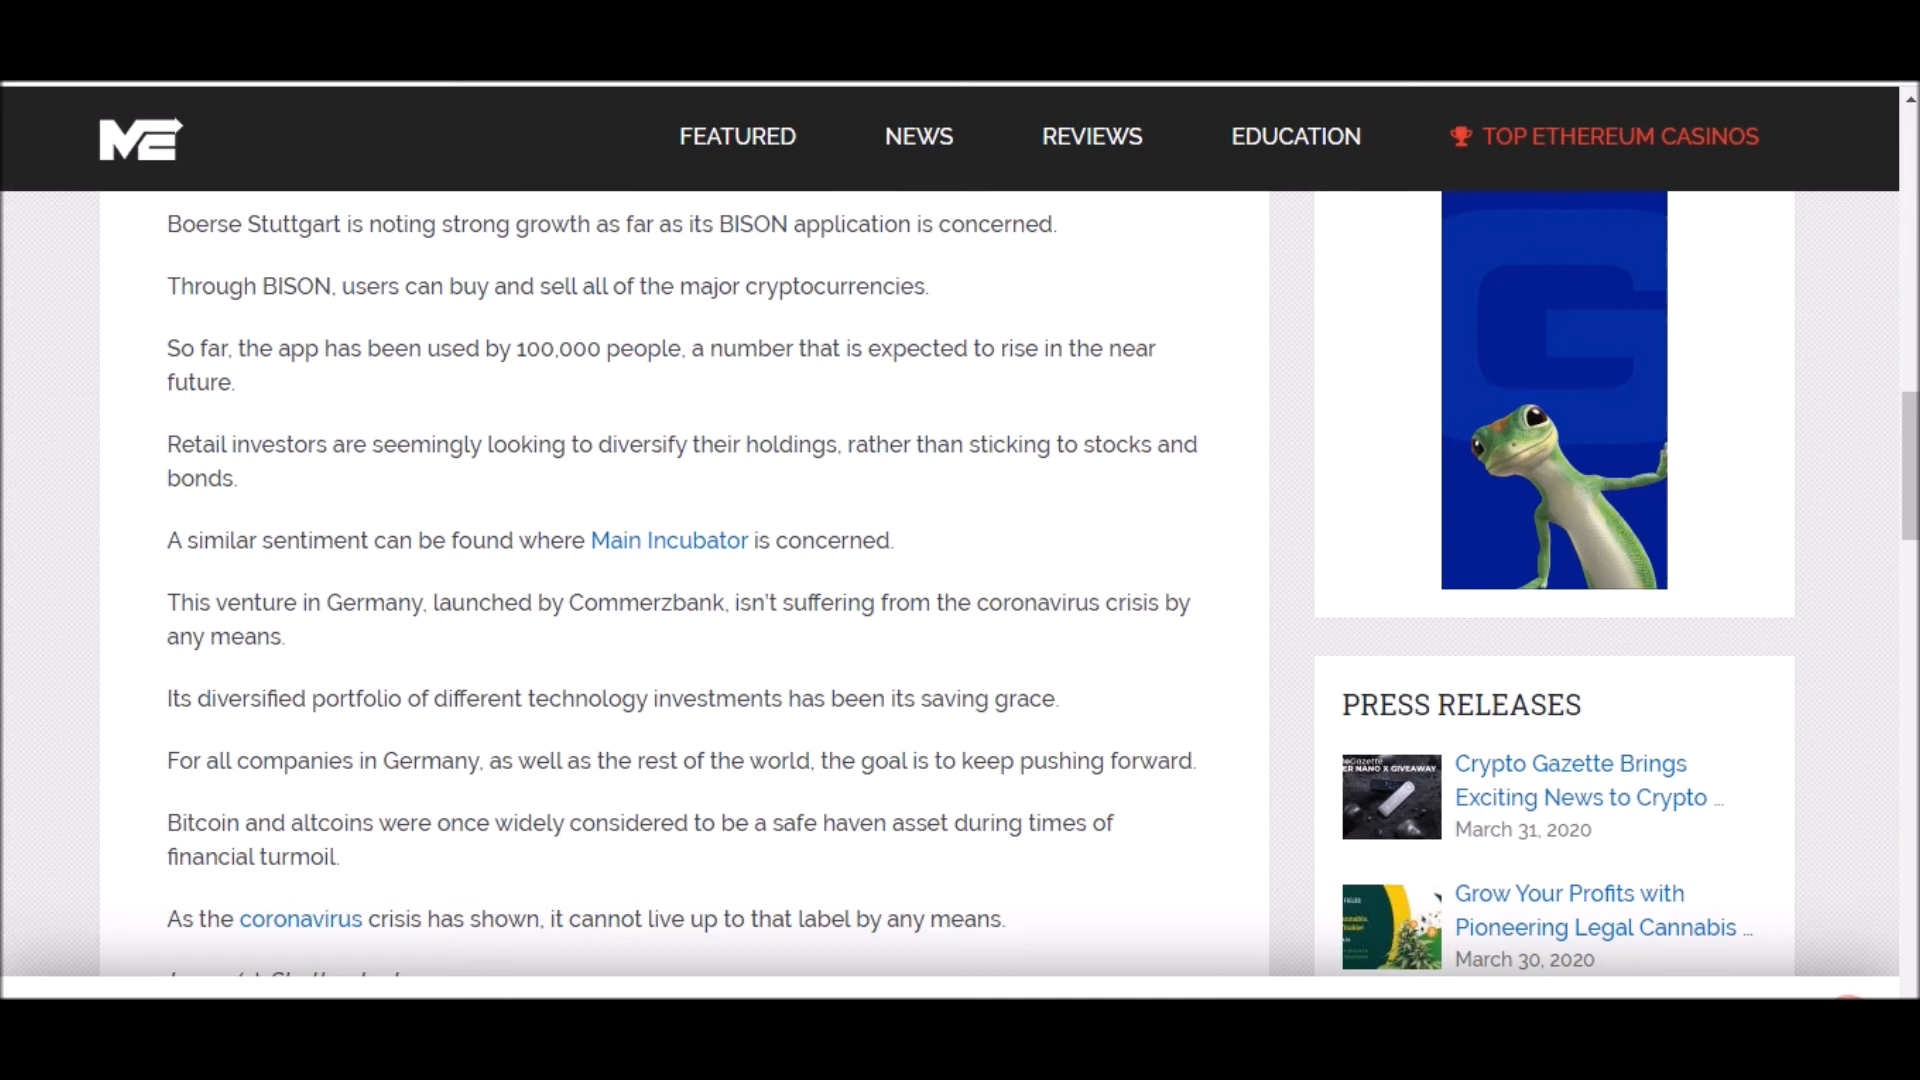 ME
FEATURED
NEWS
REVIEWS
EDUCATION
TOP ETHEREUM CASINOS
Boerse Stuttgart is noting strong growth as far as its BISON application is concerned.
Through BISON, users can buy and sell all of the major cryptocurrencies.
So far, the app has been used by 100,000 people, a number that is expected to rise in the near
future.
Retail investors are seemingly looking to diversify their holdings, rather than sticking to stocks and
bonds.
A similar sentiment can be found where Main Incubator is concerned.
This venture in Germany, launched by Commerzbank, isn't suffering from the coronavirus crisis by
any means.
Its diversified portfolio of different technology investments has been its saving grace.
For all companies in Germany, as well as the rest of the world, the goal is to keep pushing forward.
Bitcoin and altcoins were once widely considered to be a safe haven asset during times of
financial turmoil.
As the coronavirus crisis has shown, it cannot live up to that label by any means.
G
PRESS RELEASES
Crypto Gazette Brings
Exciting News to Crypto ...
March 31, 2020
Grow Your Profits with
Pioneering Legal Cannabis ...
March 30, 2020